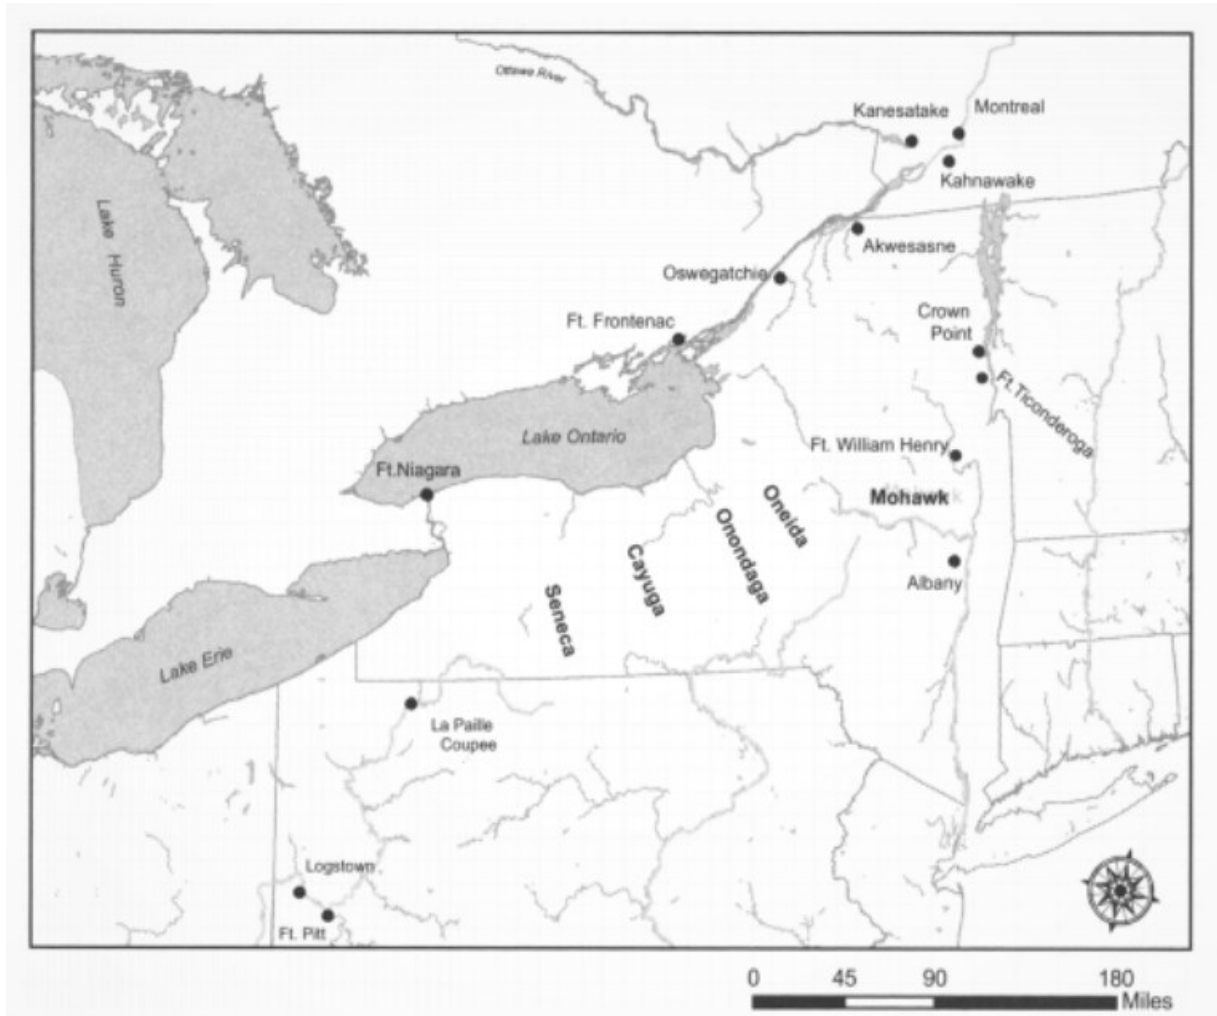 Ottawa River
Kanesatake
Montreal
Kahnawake
Lake Huron
Akwesasne
Oswegatchie
Ft. Frontenac
Crown
Point
Ft. Ticonderoga
Lake Ontario
Ft. William Henry
Ft.Niagara
Mohawk
Oneida
Onondaga
Cayuga
Seneca
Albany
Lake Erie
La Paille
Coupee
Logstown
Ft. Pitt
0 45 90 180
Miles